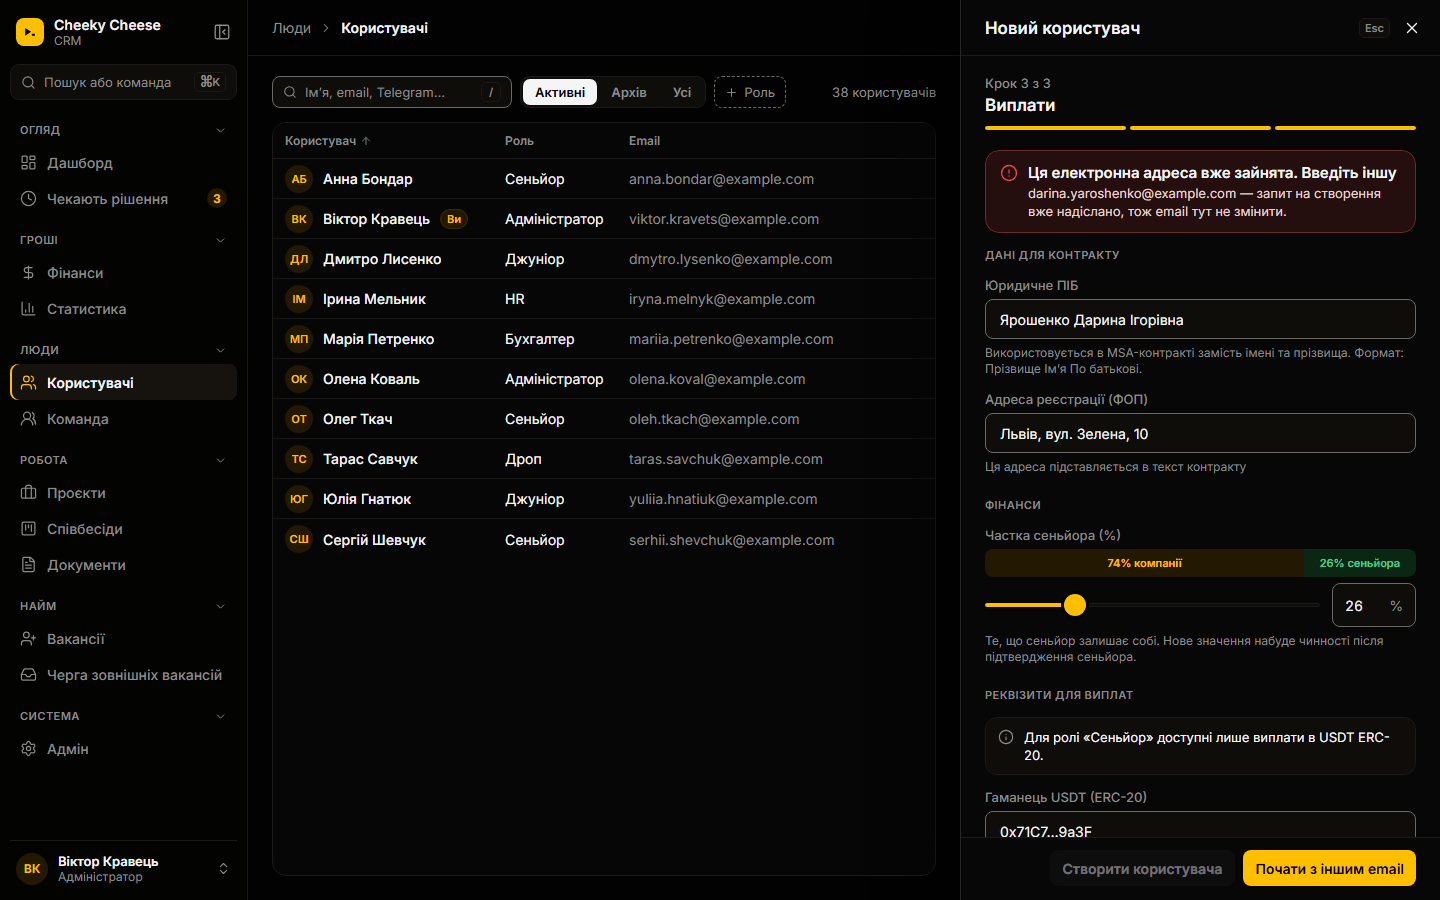 Cheeky Cheese
CRM
Пошук або команда ⌘K
ОГЛЯД
Дашборд
Чекають рішення 3
ГРОШІ
Фінанси
Статистика
ЛЮДИ
Користувачі
Команда
РОБОТА
Проєкти
Співбесіди
Документи
НАЙМ
Вакансії
Черга зовнішніх вакансій
СИСТЕМА
Адмін
ВК Віктор Кравець
Адміністратор
Люди > Користувачі
Ім’я, email, Telegram... /
Активні Архів Усі
+ Роль
38 користувачів
Користувач ↑ Роль Email
АБ Анна Бондар Сеньйор anna.bondar@example.com
ВК Віктор Кравець Ви Адміністратор viktor.kravets@example.com
ДЛ Дмитро Лисенко Джуніор dmytro.lysenko@example.com
ІМ Ірина Мельник HR iryna.melnyk@example.com
МП Марія Петренко Бухгалтер mariia.petrenko@example.com
ОК Олена Коваль Адміністратор olena.koval@example.com
ОТ Олег Ткач Сеньйор oleh.tkach@example.com
ТС Тарас Савчук Дроп taras.savchuk@example.com
ЮГ Юлія Гнатюк Джуніор yuliia.hnatiuk@example.com
СШ Сергій Шевчук Сеньйор serhii.shevchuk@example.com
Новий користувач Esc
Крок 3 з 3
Виплати
Ця електронна адреса вже зайнята. Введіть іншу
darina.yaroshenko@example.com — запит на створення
вже надіслано, тож email тут не змінити.
ДАНІ ДЛЯ КОНТРАКТУ
Юридичне ПІБ
Ярошенко Дарина Ігорівна
Використовується в MSA-контракті замість імені та прізвища. Формат:
Прізвище Ім’я По батькові.
Адреса реєстрації (ФОП)
Львів, вул. Зелена, 10
Ця адреса підставляється в текст контракту
ФІНАНСИ
Частка сеньйора (%)
74% компанії 26% сеньйора
26 %
Те, що сеньйор залишає собі. Нове значення набуде чинності після
підтвердження сеньйора.
РЕКВІЗИТИ ДЛЯ ВИПЛАТ
Для ролі «Сеньйор» доступні лише виплати в USDT ERC-
20.
Гаманець USDT (ERC-20)
0x71C7...9a3F
Створити користувача
Почати з іншим email